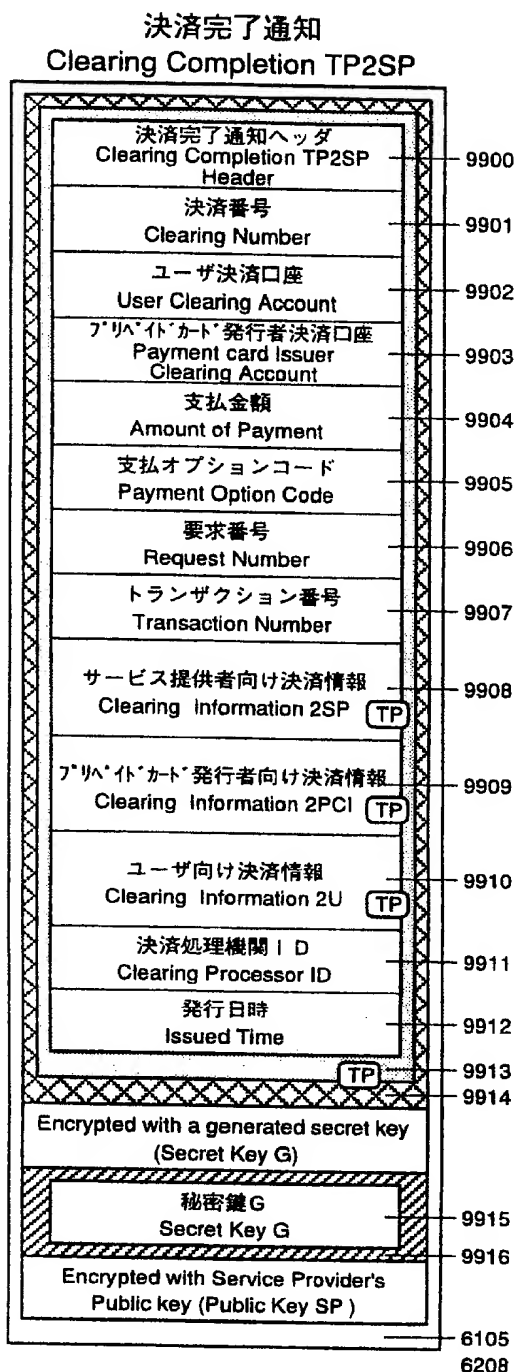 決済完了通知
Clearing Completion TP2SP
決済完了通知ヘッダ
Clearing Completion TP2SP
Header
9900
決済番号
Clearing Number
9901
ユーザ決済口座
User Clearing Account
9902
プリペイドカード発行者決済口座
Payment card Issuer
Clearing Account
9903
支払金額
Amount of Payment
9904
支払オプションコード
Payment Option Code
9905
要求番号
Request Number
9906
トランザクション番号
Transaction Number
9907
サービス提供者向け決済情報
Clearing Information 2SP
TP
9908
プリペイドカード発行者向け決済情報
Clearing Information 2PCI
TP
9909
ユーザ向け決済情報
Clearing Information 2U
TP
9910
決済処理機関ID
Clearing Processor ID
9911
発行日時
Issued Time
9912
TP
9913
9914
Encrypted with a generated secret key
(Secret Key G)
秘密鍵G
Secret Key G
9915
9916
Encrypted with Service Provider's
Public key (Public Key SP )
6105
6208